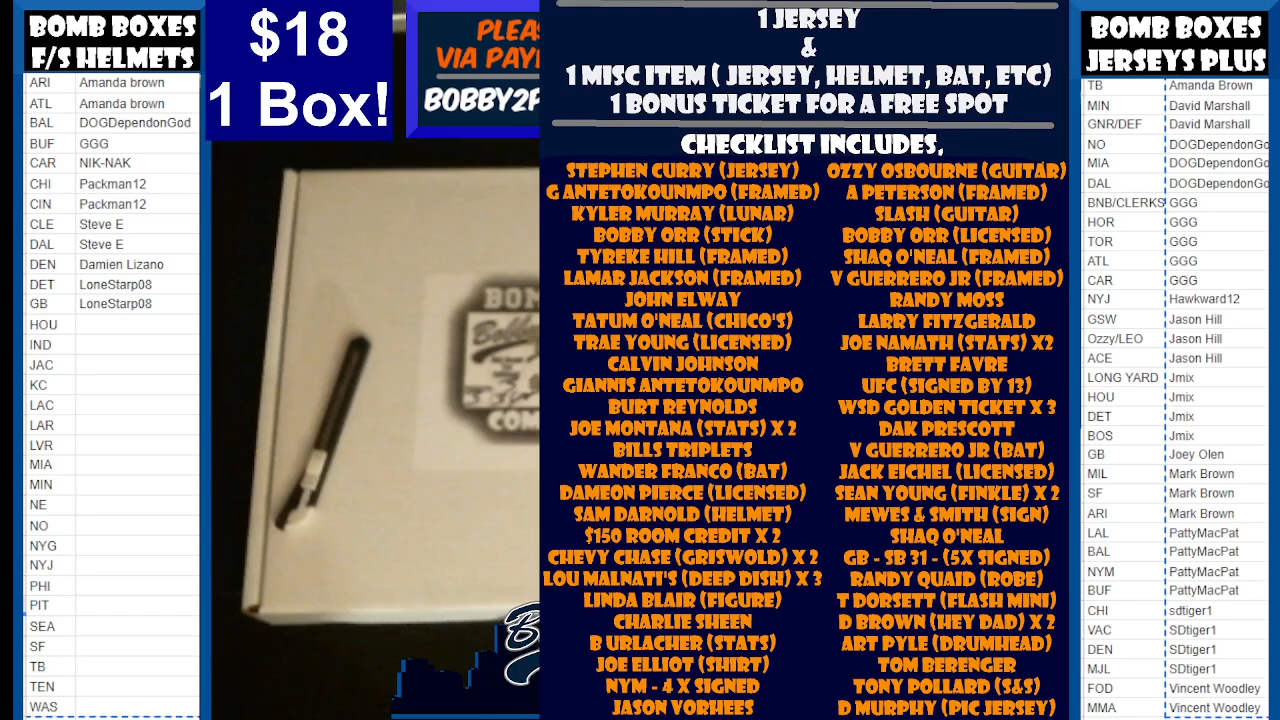 BOMB BOXES
F/S HELMETS
ARI Amanda brown
ATL Amanda brown
BAL DOGDependonGod
BUF GGG
CAR NIK-NAK
CHI Packman12
CIN Packman12
CLE Steve E
DAL Steve E
DEN Damien Lizano
DET LoneStarp08
GB LoneStarp08
HOU
IND
JAC
KC
LAC
LAR
LVR
MIA
MIN
NE
NO
NYG
NYJ
PHI
PIT
SEA
SF
TB
TEN
WAS
$18
1 Box!
PLEA
VIA PAY
BOBBY2P
BOM
COM
1 JERSEY
&
1 MISC ITEM ( JERSEY, HELMET, BAT, ETC)
1 BONUS TICKET FOR A FREE SPOT
CHECKLIST INCLUDES,
STEPHEN CURRY (JERSEY)
G ANTETOKOUNMPO (FRAMED)
KYLER MURRAY (LUNAR)
BOBBY ORR (STICK)
TYREKE HILL (FRAMED)
LAMAR JACKSON (FRAMED)
JOHN ELWAY
TATUM O'NEAL (CHICO'S)
TRAE YOUNG (LICENSED)
CALVIN JOHNSON
GIANNIS ANTETOKOUNMPO
BURT REYNOLDS
JOE MONTANA (STATS) X 2
BILLS TRIPLETS
WANDER FRANCO (BAT)
DAMEON PIERCE (LICENSED)
SAM DARNOLD (HELMET)
$150 ROOM CREDIT X 2
CHEVY CHASE (GRISWOLD) X 2
LOU MALNATI'S (DEEP DISH) X 3
LINDA BLAIR (FIGURE)
CHARLIE SHEEN
B URLACHER (STATS)
JOE ELLIOT (SHIRT)
NYM - 4 X SIGNED
JASON VORHEES
OZZY OSBOURNE (GUITAR)
A PETERSON (FRAMED)
SLASH (GUITAR)
BOBBY ORR (LICENSED)
SHAQ O'NEAL (FRAMED)
V GUERRERO JR (FRAMED)
RANDY MOSS
LARRY FITZGERALD
JOE NAMATH (STATS) X2
BRETT FAVRE
UFC (SIGNED BY 13)
WSD GOLDEN TICKET X 3
DAK PRESCOTT
V GUERRERO JR (BAT)
JACK EICHEL (LICENSED)
SEAN YOUNG (FINKLE) X 2
MEWES & SMITH (SIGN)
SHAQ O'NEAL
GB - SB 31 - (5X SIGNED)
RANDY QUAID (ROBE)
T DORSETT (FLASH MINI)
D BROWN (HEY DAD) X 2
ART PYLE (DRUMHEAD)
TOM BERENGER
TONY POLLARD (S&S)
D MURPHY (PIC JERSEY)
BOMB BOXES
JERSEYS PLUS
TB Amanda Brown
MIN David Marshall
GNR/DEF David Marshall
NO DOGDependonGo
MIA DOGDependonGo
DAL DOGDependonGo
BNB/CLERKS GGG
HOR GGG
TOR GGG
ATL GGG
CAR GGG
NYJ Hawkward12
GSW Jason Hill
Ozzy/LEO Jason Hill
ACE Jason Hill
LONG YARD Jmix
HOU Jmix
DET Jmix
BOS Jmix
GB Joey Olen
MIL Mark Brown
SF Mark Brown
ARI Mark Brown
LAL PattyMacPat
BAL PattyMacPat
NYM PattyMacPat
BUF PattyMacPat
CHI sdtiger1
VAC SDtiger1
DEN SDtiger1
MJL SDtiger1
FOD Vincent Woodley
MMA Vincent Woodley